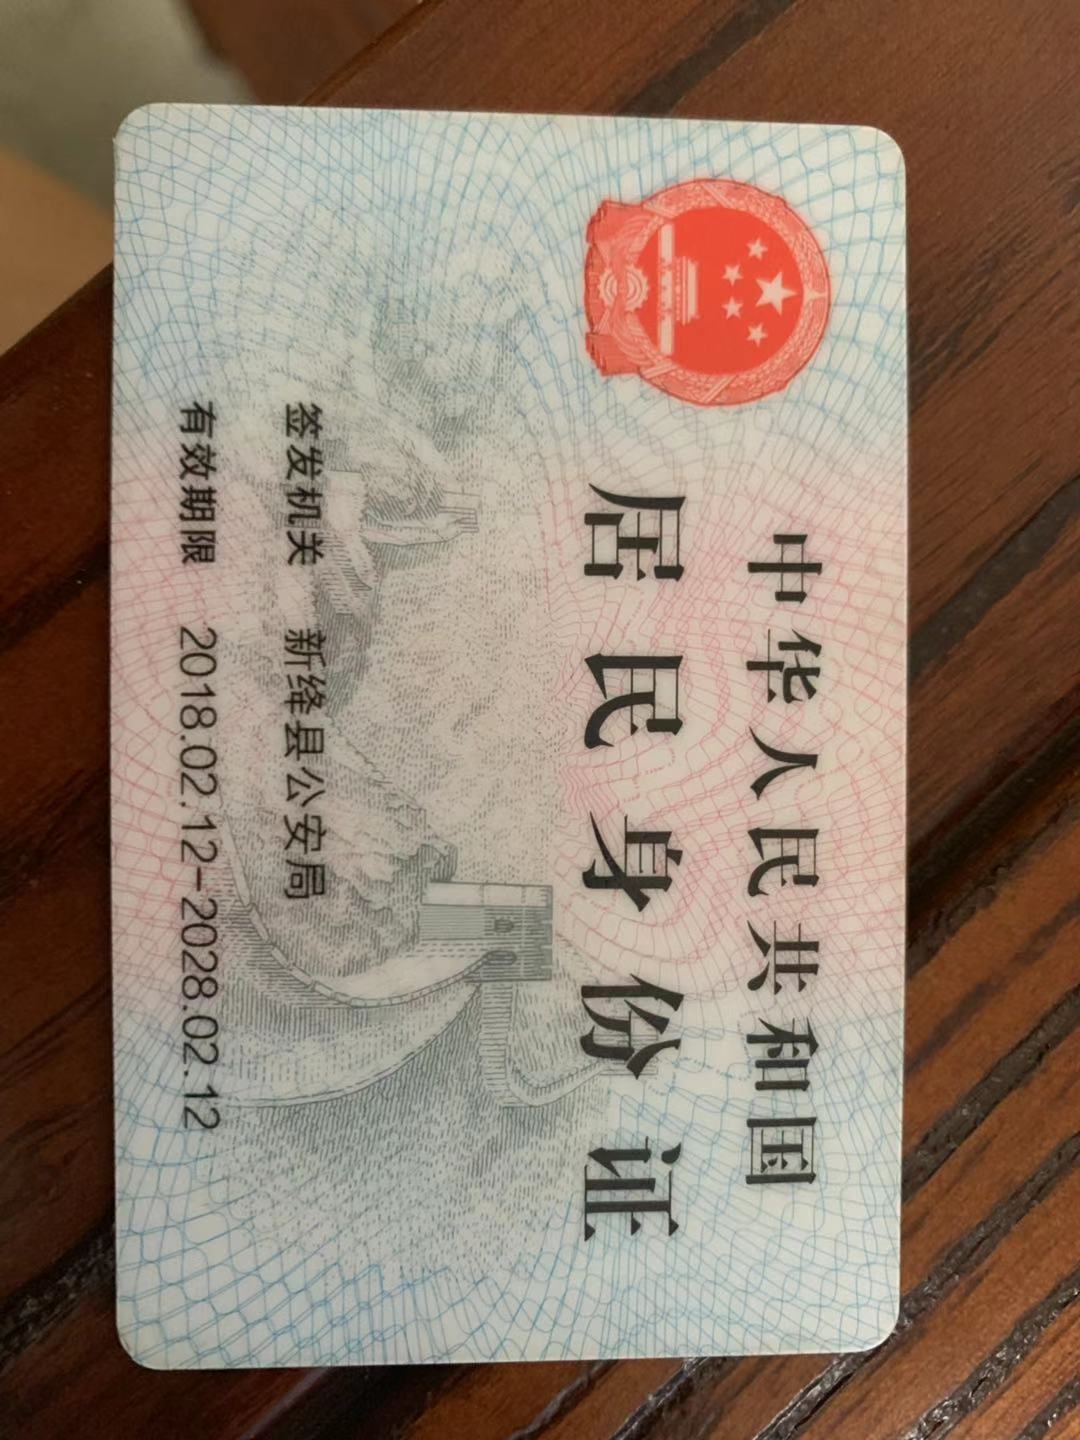 中华人民共和国
居民身份证
签发机关 新绛县公安局
有效期限 2018.02.12-2028.02.12